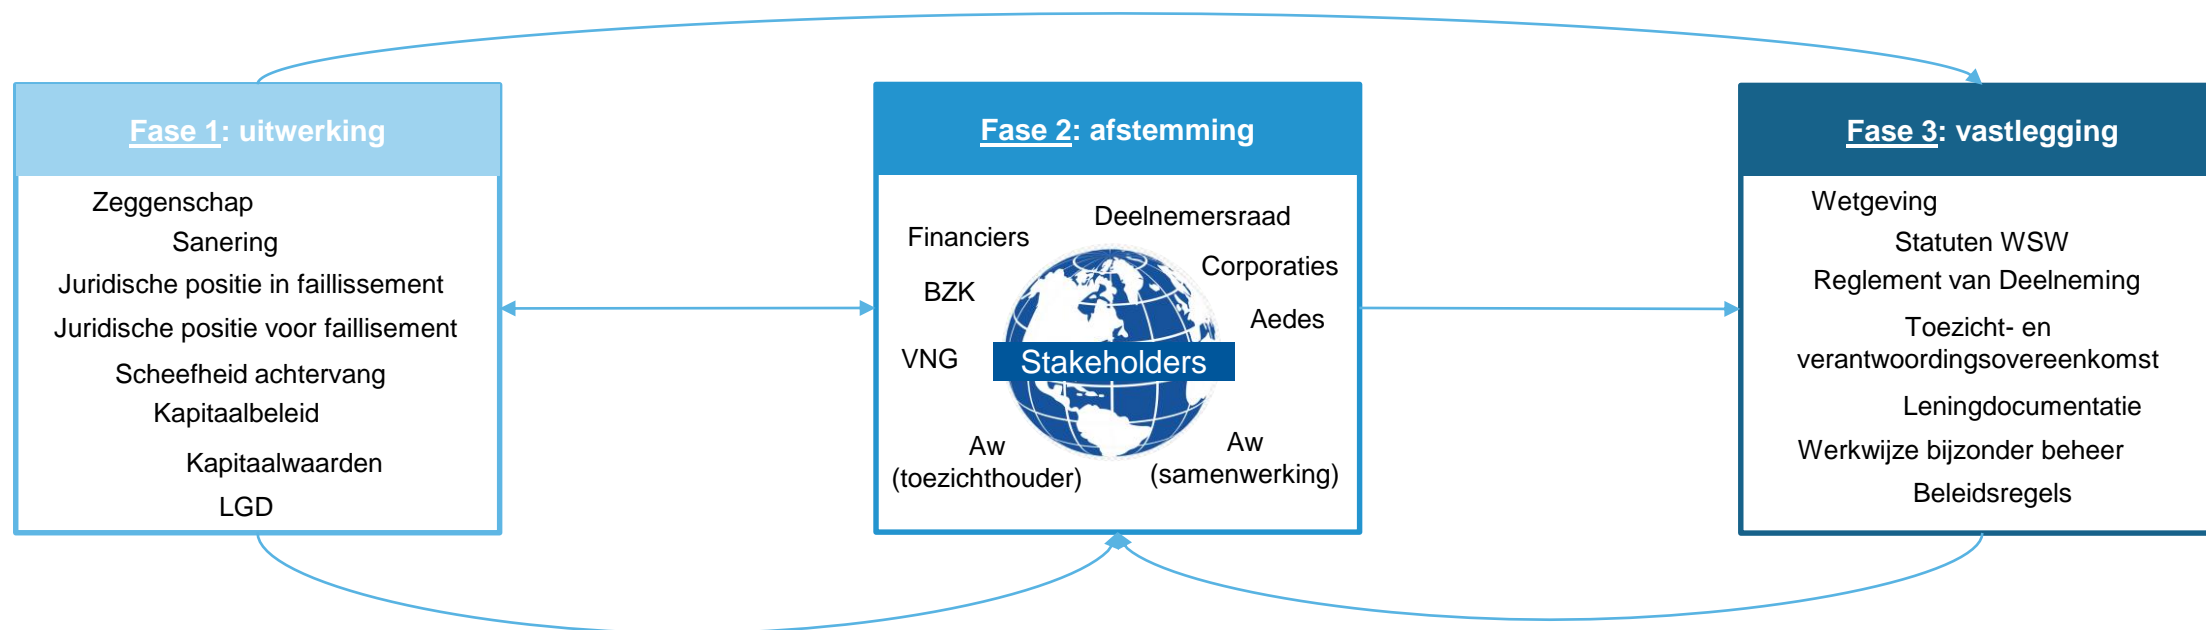 Fase 1: uitwerking
Zeggenschap
Sanering
Juridische positie in faillissement
Juridische positie voor faillisement
Scheefheid achtervang
Kapitaalbeleid
Kapitaalwaarden
LGD
Fase 2: afstemming
Deelnemersraad
Financiers
Corporaties
BZK
Aedes
VNG
Stakeholders
Aw
(toezichthouder)
Aw
(samenwerking)
Fase 3: vastlegging
Wetgeving
Statuten WSW
Reglement van Deelneming
Toezicht- en
verantwoordingsovereenkomst
Leningdocumentatie
Werkwijze bijzonder beheer
Beleidsregels